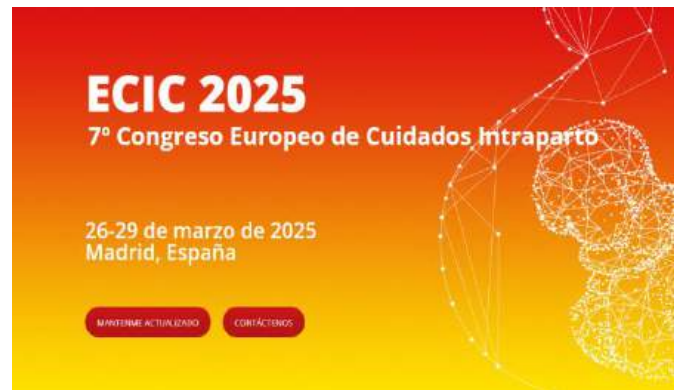 ECIC 2025
7º Congreso Europeo de Cuidados Intraparto
26-29 de marzo de 2025
Madrid, España
MANTENME ACTUALIZADO CONTÁCTENOS